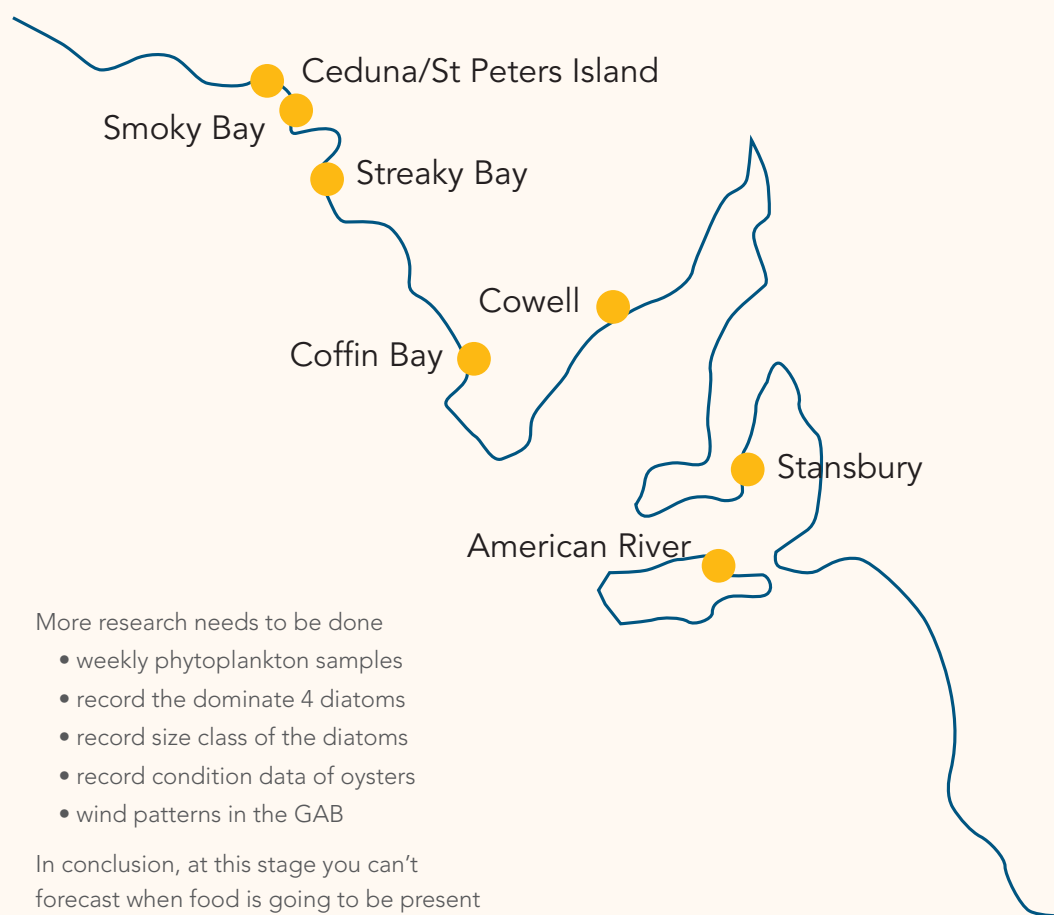 Ceduna/St Peters Island
Smoky Bay
Streaky Bay
Cowell
Coffin Bay
Stansbury
American River
More research needs to be done
• weekly phytoplankton samples
• record the dominate 4 diatoms
• record size class of the diatoms
• record condition data of oysters
• wind patterns in the GAB
In conclusion, at this stage you can’t
forecast when food is going to be present